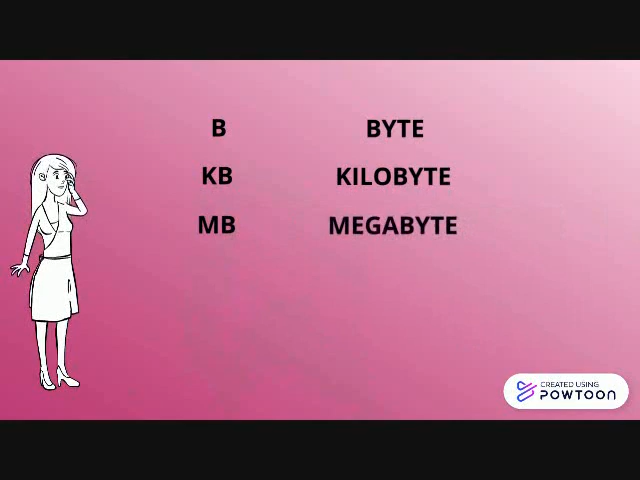 B BYTE
KB KILOBYTE
MB MEGABYTE
CREATED USING
POWTOON